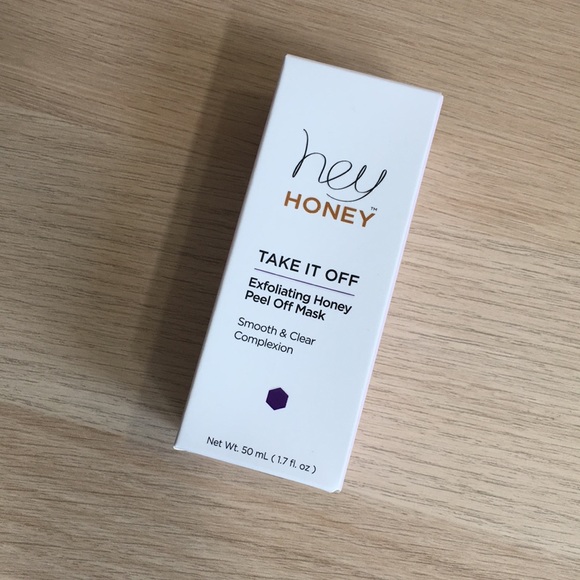 hey
HONEY™
TAKE IT OFF
Exfoliating Honey
Peel Off Mask
Smooth & Clear
Complexion
Net Wt. 50 mL ( 1.7 fl. oz )